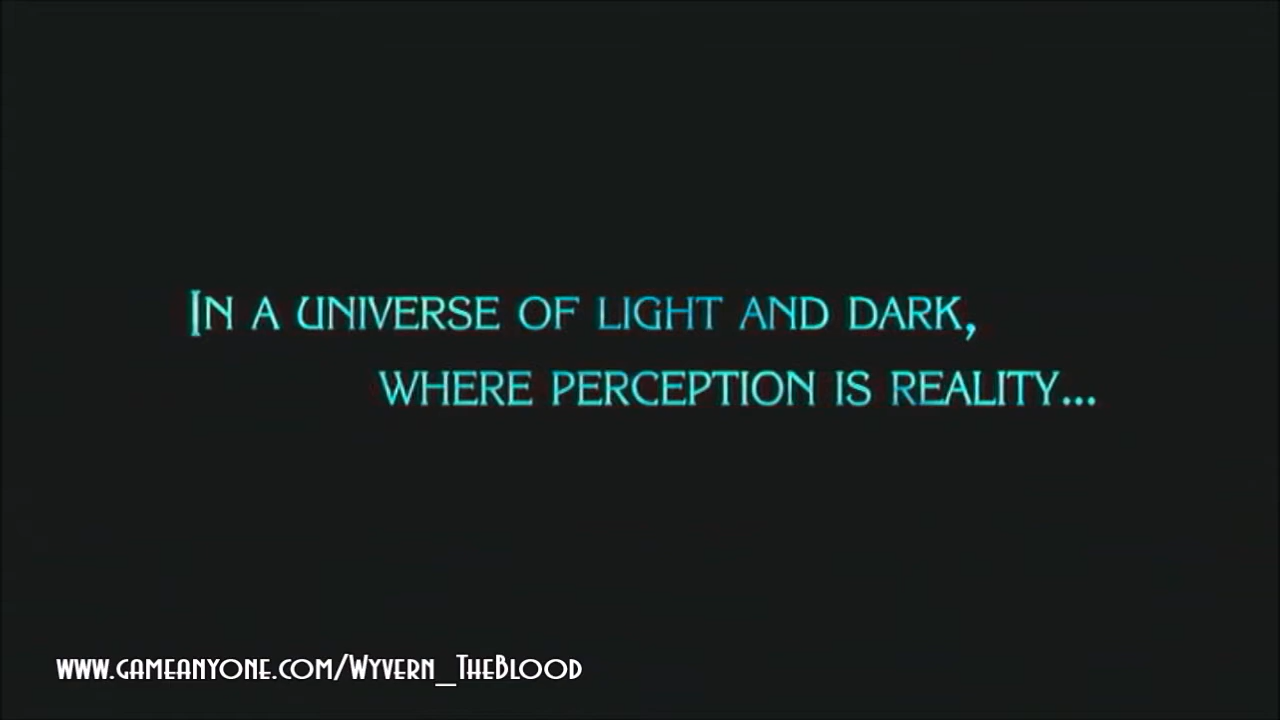 In a universe of light and dark,
where perception is reality...
www.gameanyone.com/Wyvern_TheBlood